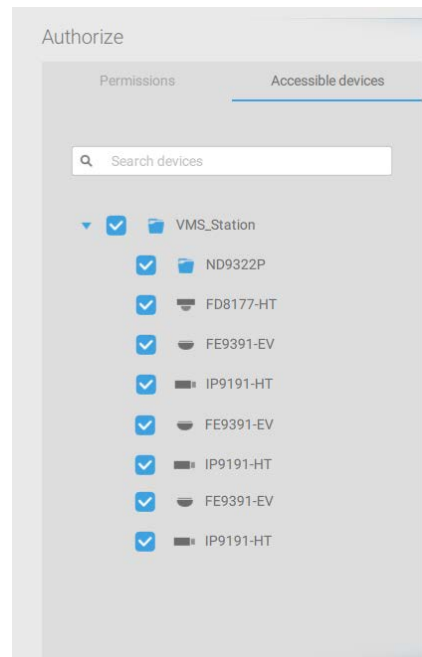 Authorize
Permissions Accessible devices
Search devices
VMS_Station
ND9322P
FD8177-HT
FE9391-EV
IP9191-HT
FE9391-EV
IP9191-HT
FE9391-EV
IP9191-HT